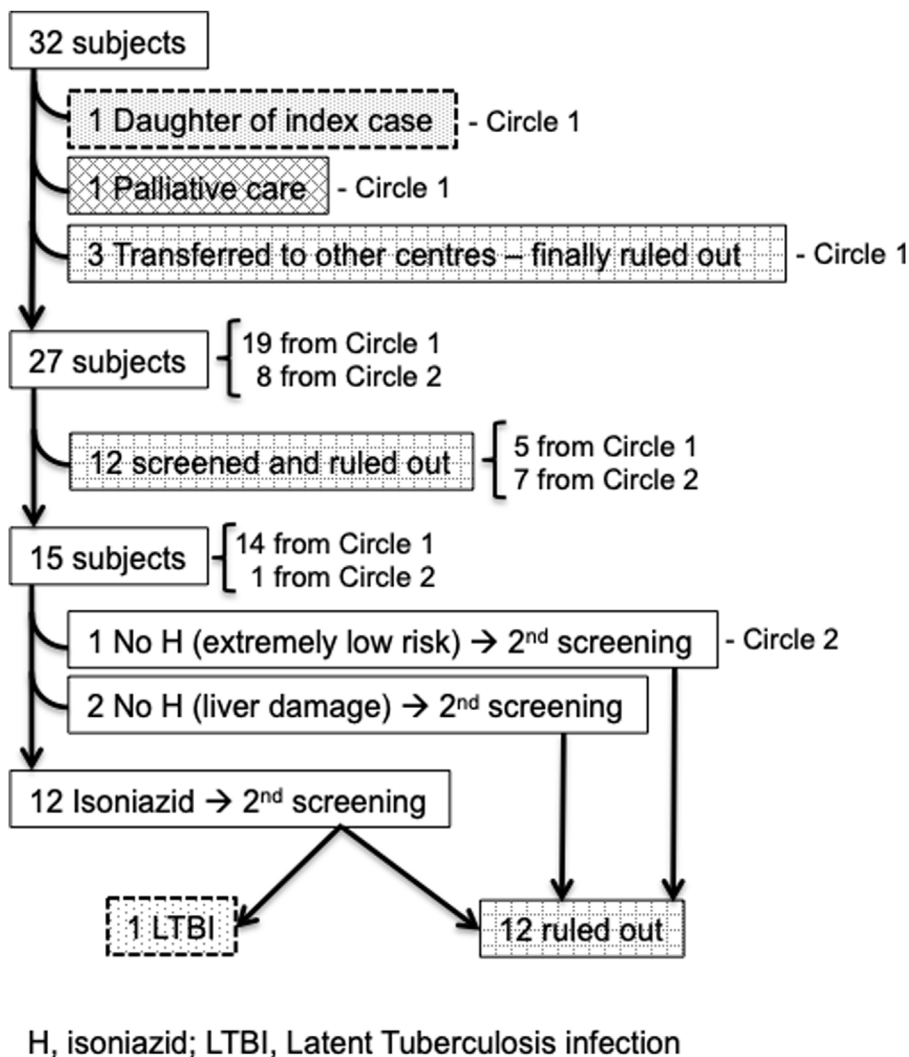 32 subjects
1 Daughter of index case - Circle 1
1 Palliative care - Circle 1
3 Transferred to other centres – finally ruled out - Circle 1
27 subjects
19 from Circle 1
8 from Circle 2
12 screened and ruled out
5 from Circle 1
7 from Circle 2
15 subjects
14 from Circle 1
1 from Circle 2
1 No H (extremely low risk) → 2nd screening - Circle 2
2 No H (liver damage) → 2nd screening
12 Isoniazid → 2nd screening
1 LTBI
12 ruled out
H, isoniazid; LTBI, Latent Tuberculosis infection